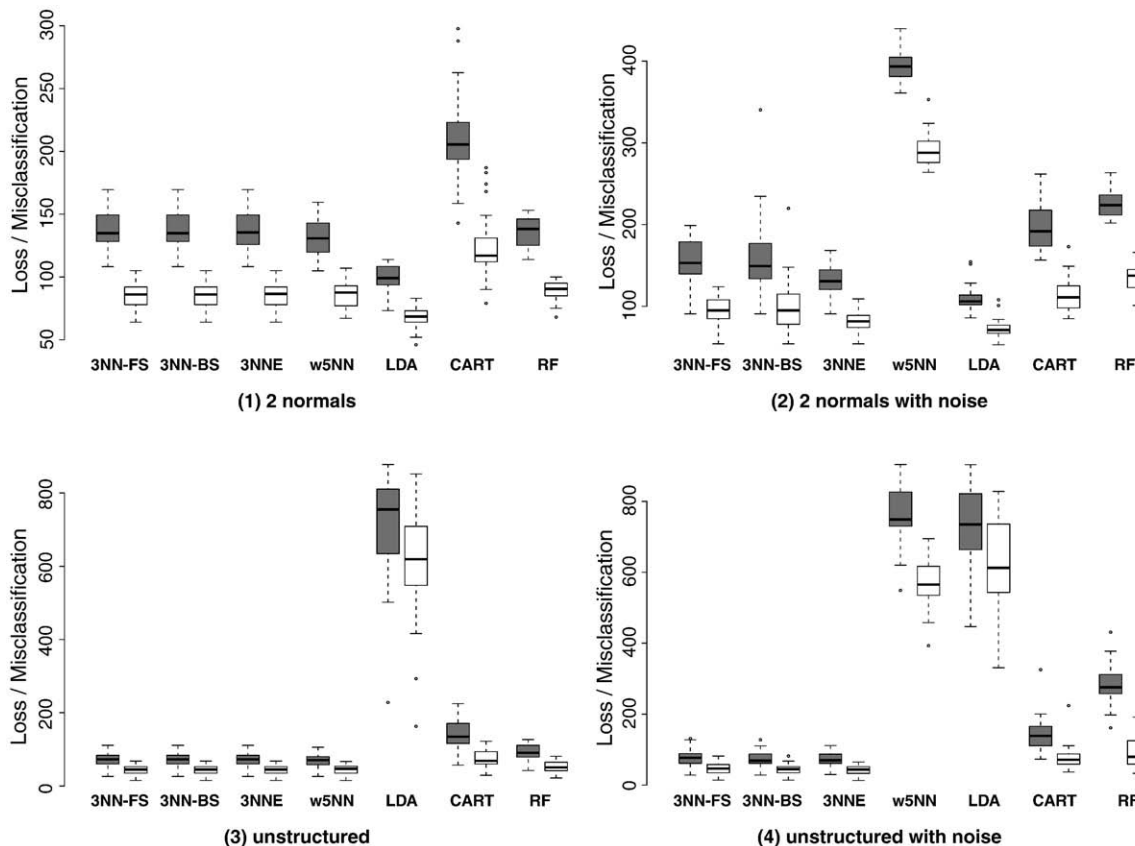 Loss / Misclassification
300
250
200
150
100
50
3NN-FS 3NN-BS 3NNE w5NN LDA CART RF
(1) 2 normals
Loss / Misclassification
400
300
200
100
3NN-FS 3NN-BS 3NNE w5NN LDA CART RF
(2) 2 normals with noise
Loss / Misclassification
800
600
400
200
0
3NN-FS 3NN-BS 3NNE w5NN LDA CART RF
(3) unstructured
Loss / Misclassification
800
600
400
200
0
3NN-FS 3NN-BS 3NNE w5NN LDA CART RF
(4) unstructured with noise